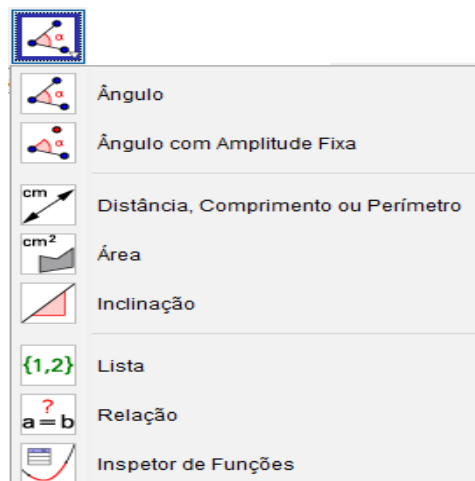 α
α Ângulo
α Ângulo com Amplitude Fixa
cm Distância, Comprimento ou Perímetro
cm² Área
Inclinação
{1,2} Lista
? a=b Relação
Inspetor de Funções